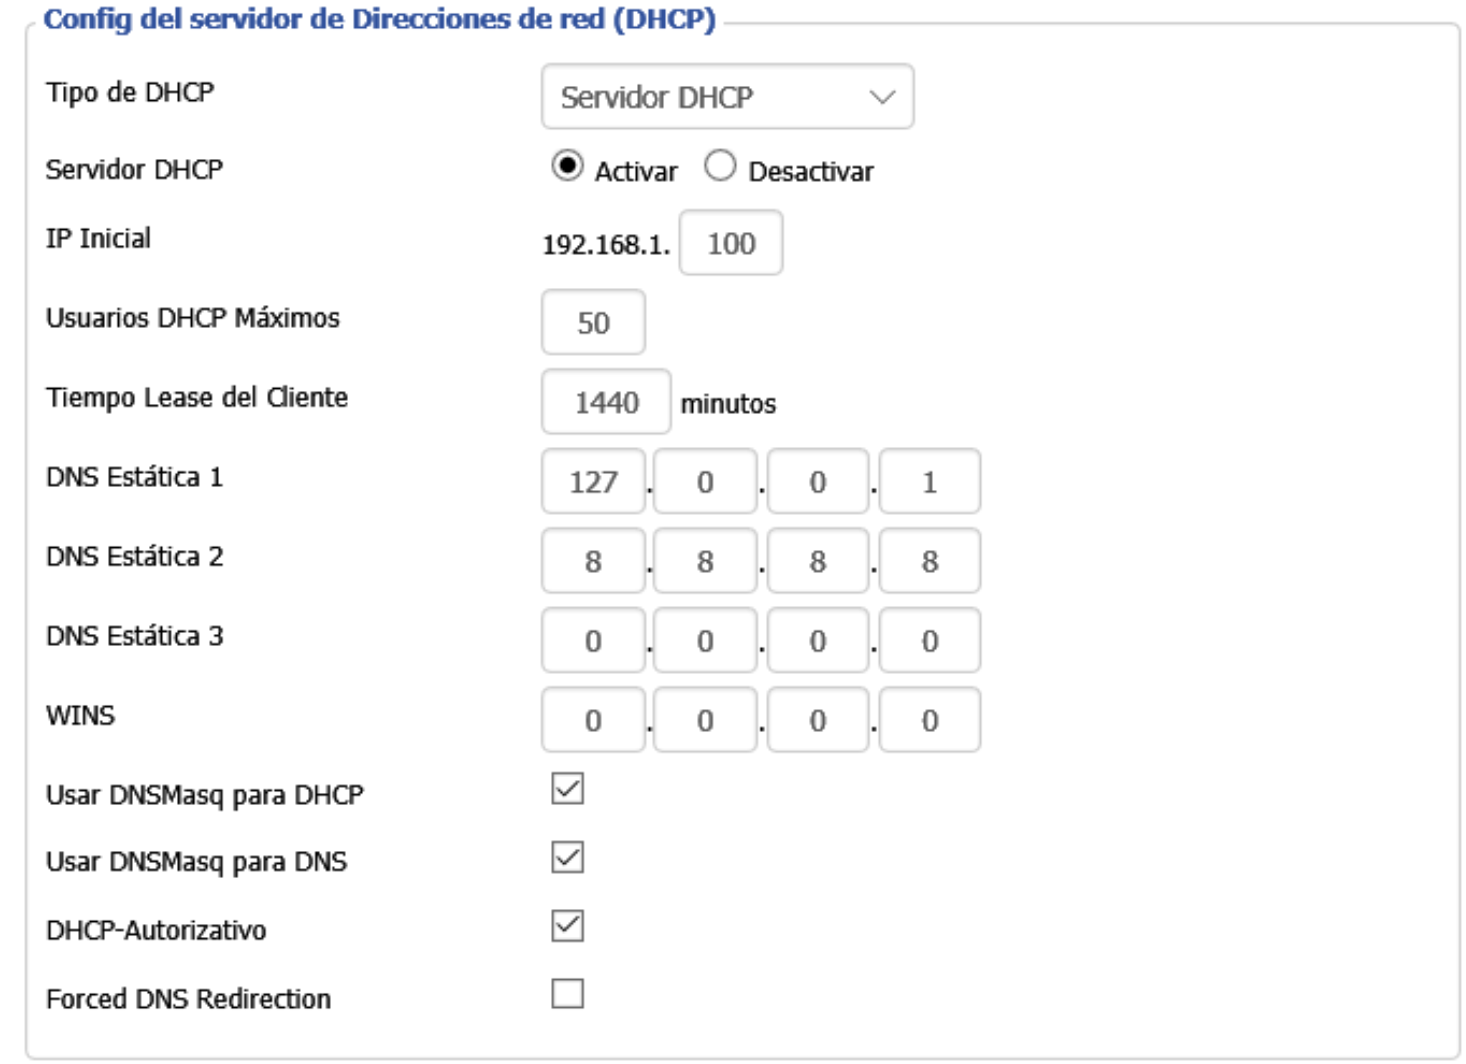 Config del servidor de Direcciones de red (DHCP)
Tipo de DHCP Servidor DHCP
Servidor DHCP Activar Desactivar
IP Inicial 192.168.1. 100
Usuarios DHCP Máximos 50
Tiempo Lease del Cliente 1440 minutos
DNS Estática 1 127 . 0 . 0 . 1
DNS Estática 2 8 . 8 . 8 . 8
DNS Estática 3 0 . 0 . 0 . 0
WINS 0 . 0 . 0 . 0
Usar DNSMasq para DHCP
Usar DNSMasq para DNS
DHCP-Autorizativo
Forced DNS Redirection